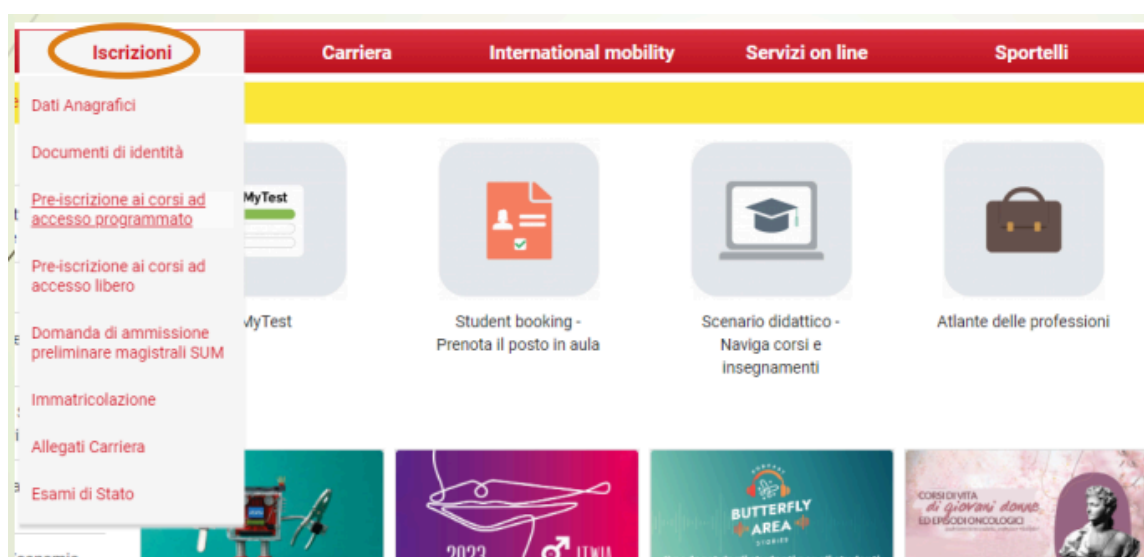 Iscrizioni
Carriera
International mobility
Servizi on line
Sportelli
Dati Anagrafici
Documenti di identità
Pre-iscrizione ai corsi ad
accesso programmato
Pre-iscrizione ai corsi ad
accesso libero
Domanda di ammissione
preliminare magistrali SUM
Immatricolazione
Allegati Carriera
Esami di Stato
MyTest
MyTest
Student booking -
Prenota il posto in aula
Scenario didattico -
Naviga corsi e
insegnamenti
Atlante delle professioni
2023
BUTTERFLY
AREA
STORIES
CORSI DI VITA
di giovani donne
ED EPISODI ONCOLOGICI